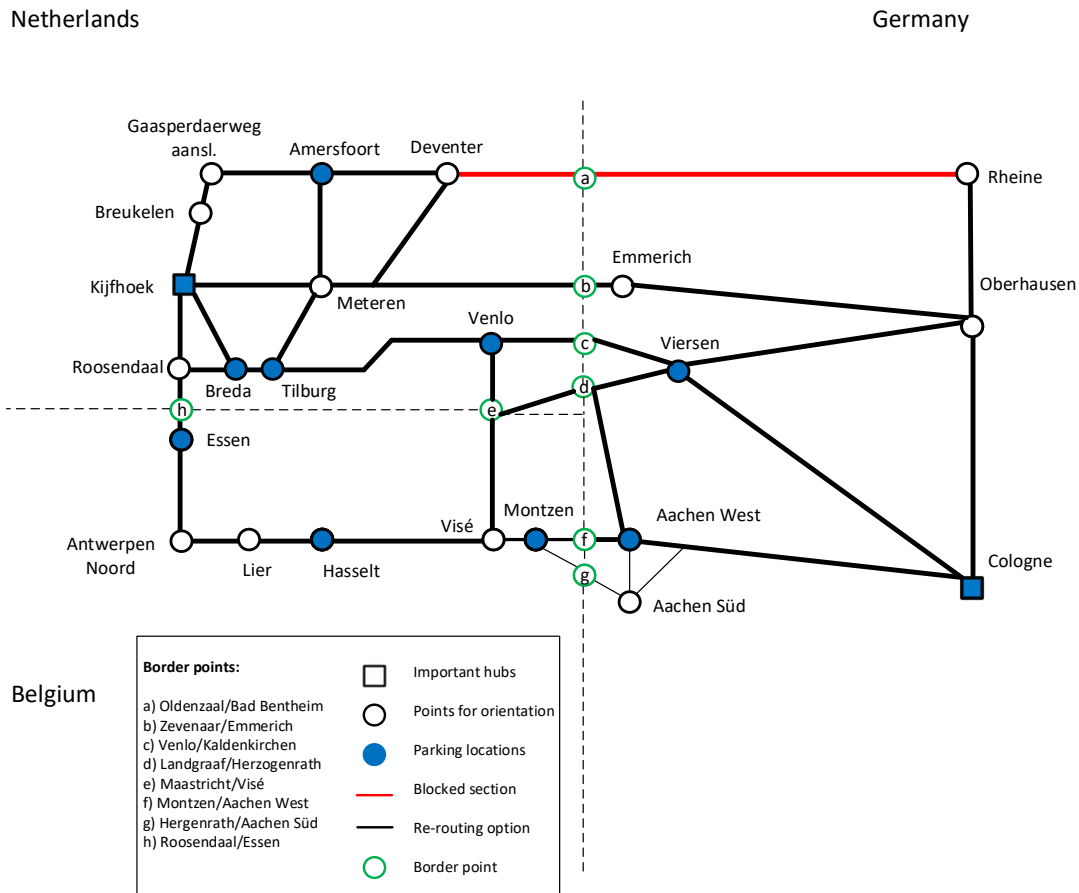 Netherlands
Germany
Gaasperdaerweg
aansl.
Amersfoort
Deventer
a
Rheine
Breukelen
Emmerich
Kijfhoek
b
Oberhausen
Meteren
Venlo
c
Viersen
Roosendaal
Breda
Tilburg
d
h
e
Essen
Montzen
Visé
Aachen West
Antwerpen
Noord
Lier
Hasselt
f
Cologne
g
Aachen Süd
Belgium
Border points:
a) Oldenzaal/Bad Bentheim
b) Zevenaar/Emmerich
c) Venlo/Kaldenkirchen
d) Landgraaf/Herzogenrath
e) Maastricht/Visé
f) Montzen/Aachen West
g) Hergenrath/Aachen Süd
h) Roosendaal/Essen
Important hubs
Points for orientation
Parking locations
Blocked section
Re-routing option
Border point